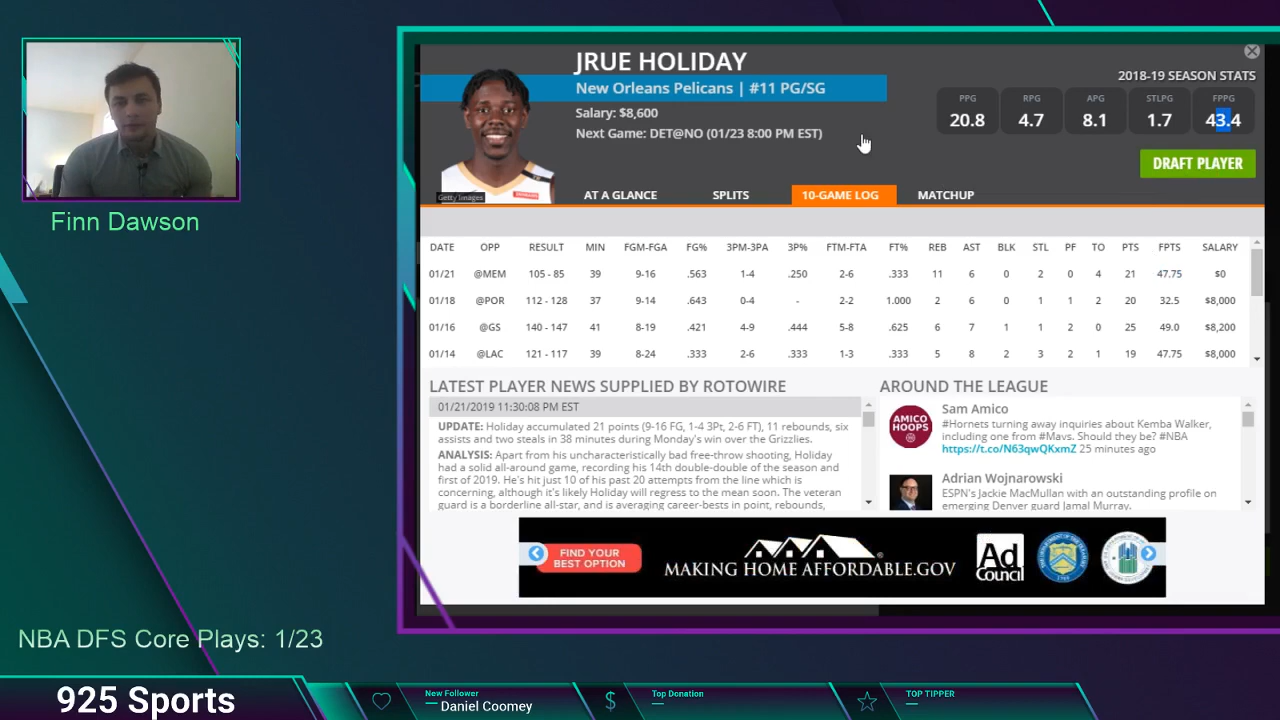 JRUE HOLIDAY
New Orleans Pelicans | #11 PG/SG
Salary: $8,600
Next Game: DET@NO (01/23 8:00 PM EST)
2018-19 SEASON STATS
PPG RPG APG STLPG FPPG
20.8 4.7 8.1 1.7 43.4
DRAFT PLAYER
Getty Images
AT A GLANCE SPLITS 10-GAME LOG MATCHUP
Finn Dawson
DATE OPP RESULT MIN FGM-FGA FG% 3PM-3PA 3P% FTM-FTA FT% REB AST BLK STL PF TO PTS FPTS SALARY
01/21 @MEM 105 - 85 39 9-16 .563 1-4 .250 2-6 .333 11 6 0 2 0 4 21 47.75 $0
01/18 @POR 112 - 128 37 9-14 .643 0-4 - 2-2 1.000 2 6 0 1 1 2 20 32.5 $8,000
01/16 @GS 140 - 147 41 8-19 .421 4-9 .444 5-8 .625 6 7 1 1 2 0 25 49.0 $8,200
01/14 @LAC 121 - 117 39 8-24 .333 2-6 .333 1-3 .333 5 8 2 3 2 1 19 47.75 $8,000
LATEST PLAYER NEWS SUPPLIED BY ROTOWIRE
01/21/2019 11:30:08 PM EST
UPDATE: Holiday accumulated 21 points (9-16 FG, 1-4 3Pt, 2-6 FT), 11 rebounds, six
assists and two steals in 38 minutes during Monday's win over the Grizzlies.
ANALYSIS: Apart from his uncharacteristically bad free-throw shooting, Holiday
had a solid all-around game, recording his 14th double-double of the season and
first of 2019. He's hit just 10 of his past 20 attempts from the line which is
concerning, although it's likely Holiday will regress to the mean soon. The veteran
guard is a borderline all-star, and is averaging career-bests in point, rebounds,
AROUND THE LEAGUE
AMICO
HOOPS
Sam Amico
#Hornets turning away inquiries about Kemba Walker,
including one from #Mavs. Should they be? #NBA
https://t.co/N63qwQKxmZ 25 minutes ago
Adrian Wojnarowski
ESPN's Jackie MacMullan with an outstanding profile on
emerging Denver guard Jamal Murray.
FIND YOUR
BEST OPTION
MAKING HOME AFFORDABLE.GOV
Ad
Council
NBA DFS Core Plays: 1/23
925 Sports
New Follower
Daniel Coomey
Top Donation
TOP TIPPER